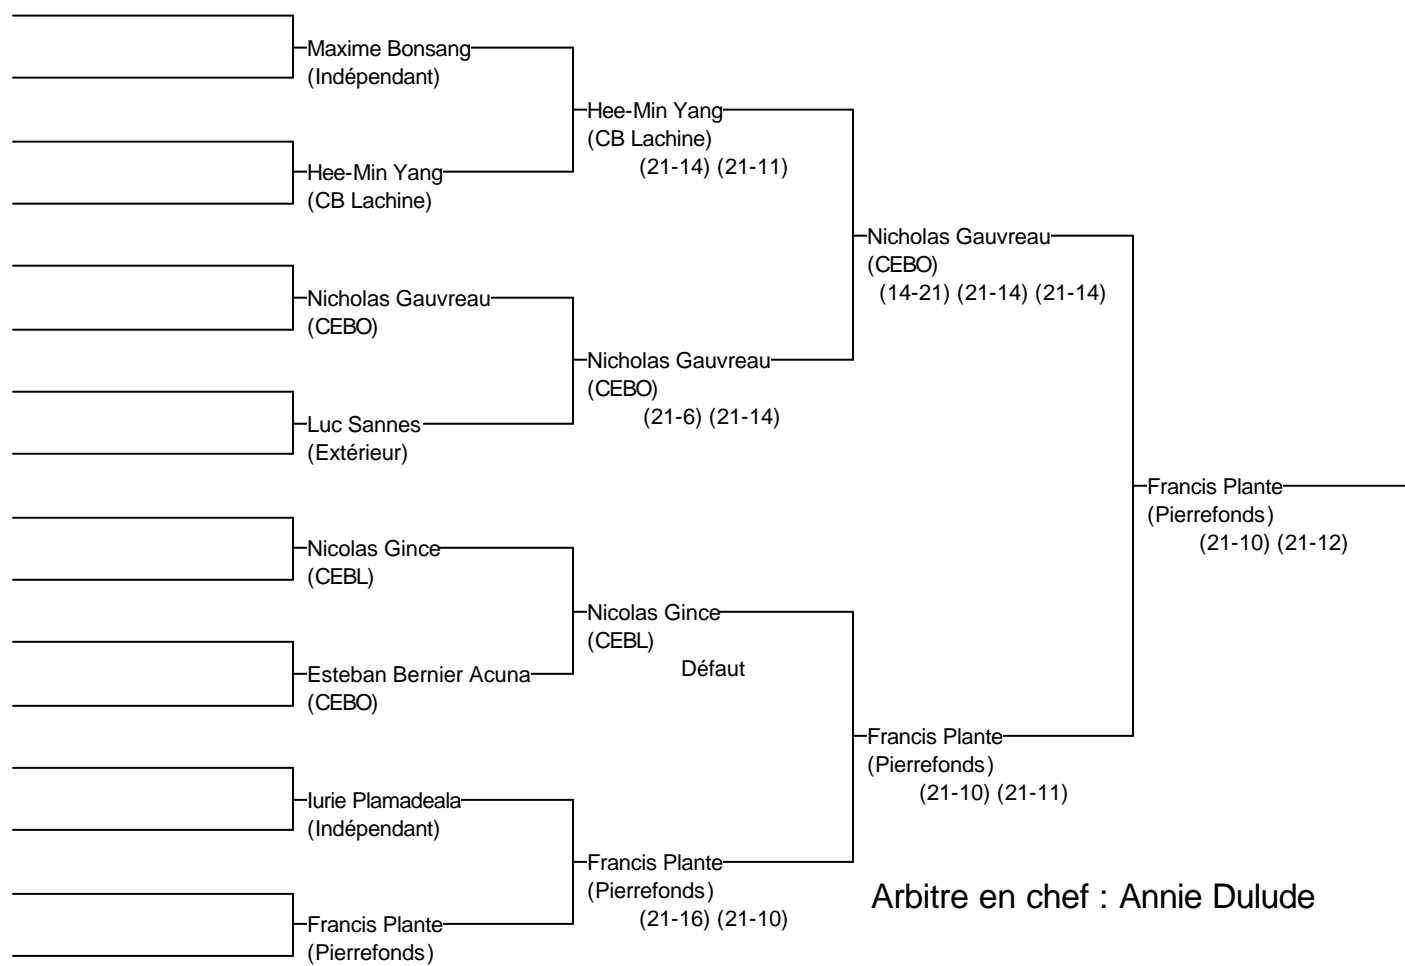 Maxime Bonsang
(Indépendant)
Hee-Min Yang
(CB Lachine)
(21-14) (21-11)
Hee-Min Yang
(CB Lachine)
Nicholas Gauvreau
(CEBO)
(14-21) (21-14) (21-14)
Nicholas Gauvreau
(CEBO)
Nicholas Gauvreau
(CEBO)
(21-6) (21-14)
Luc Sannes
(Extérieur)
Francis Plante
(Pierrefonds)
(21-10) (21-12)
Nicolas Gince
(CEBL)
Nicolas Gince
(CEBL)
Défaut
Esteban Bernier Acuna
(CEBO)
Francis Plante
(Pierrefonds)
(21-10) (21-11)
Iurie Plamadeala
(Indépendant)
Francis Plante
(Pierrefonds)
(21-16) (21-10)
Arbitre en chef : Annie Dulude
Francis Plante
(Pierrefonds)